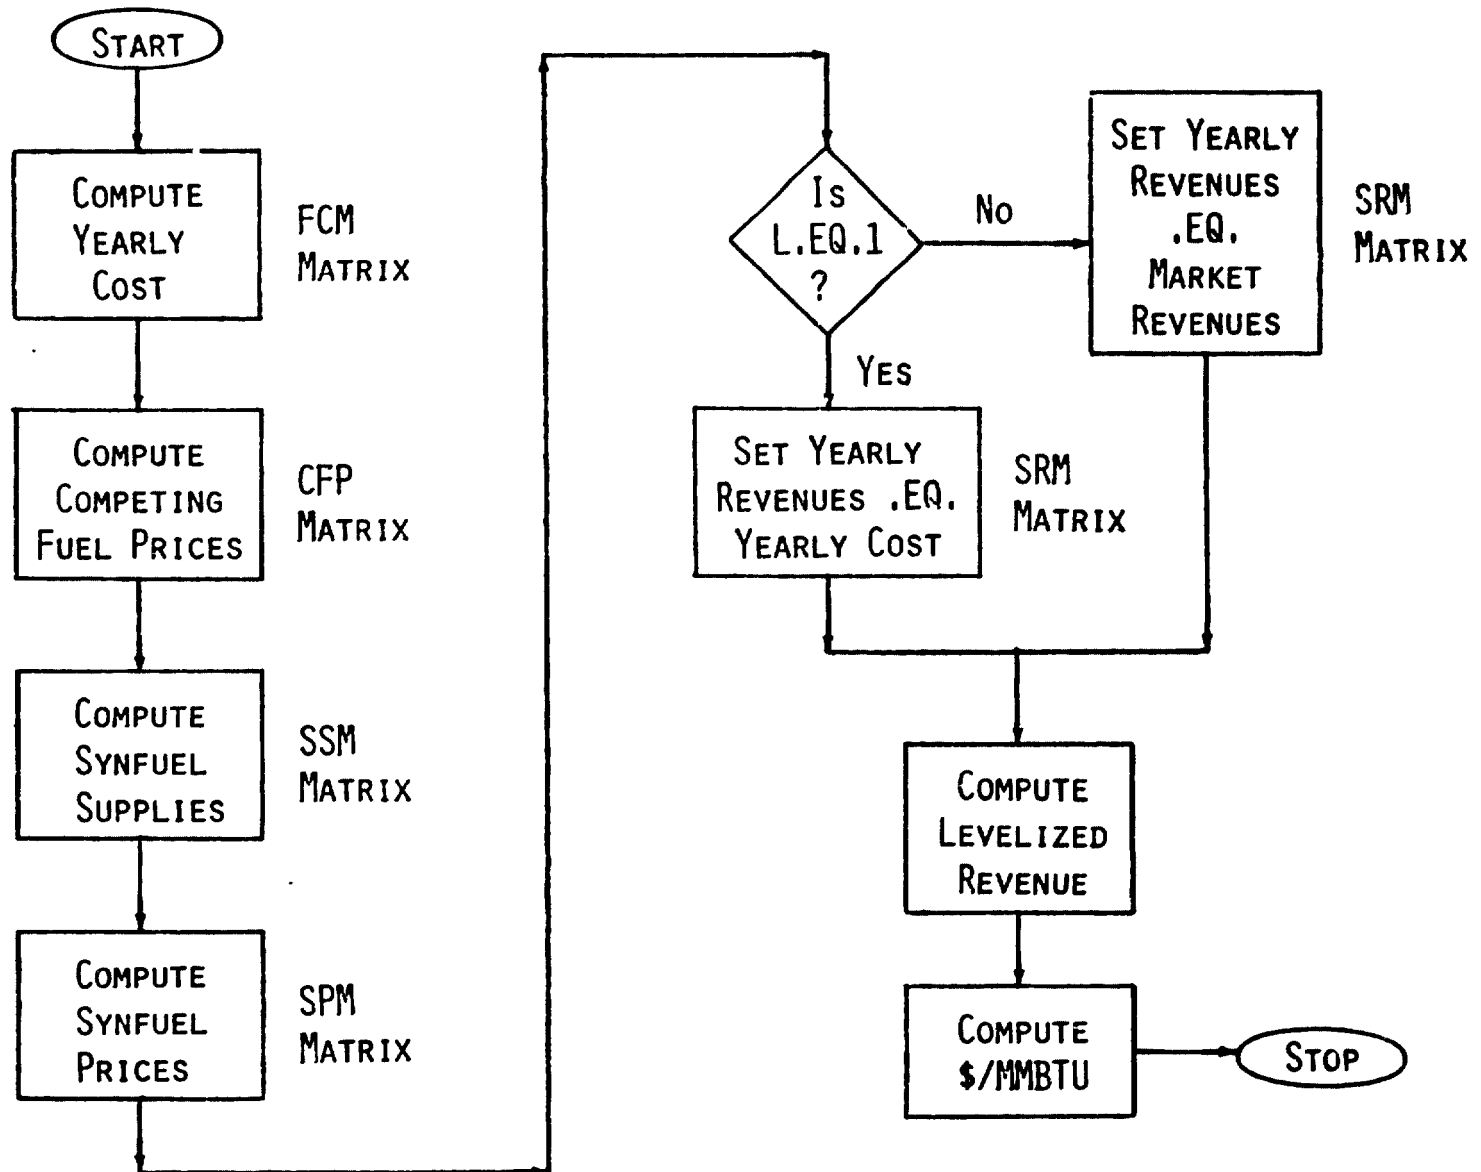 START
COMPUTE
YEARLY
COST
FCM
MATRIX
COMPUTE
COMPETING
FUEL PRICES
CFP
MATRIX
COMPUTE
SYNFUEL
SUPPLIES
SSM
MATRIX
COMPUTE
SYNFUEL
PRICES
SPM
MATRIX
IS
L.EQ.1
?
NO
SET YEARLY
REVENUES
.EQ.
MARKET
REVENUES
SRM
MATRIX
YES
SET YEARLY
REVENUES .EQ.
YEARLY COST
SRM
MATRIX
COMPUTE
LEVELIZED
REVENUE
COMPUTE
$/MMBTU
STOP